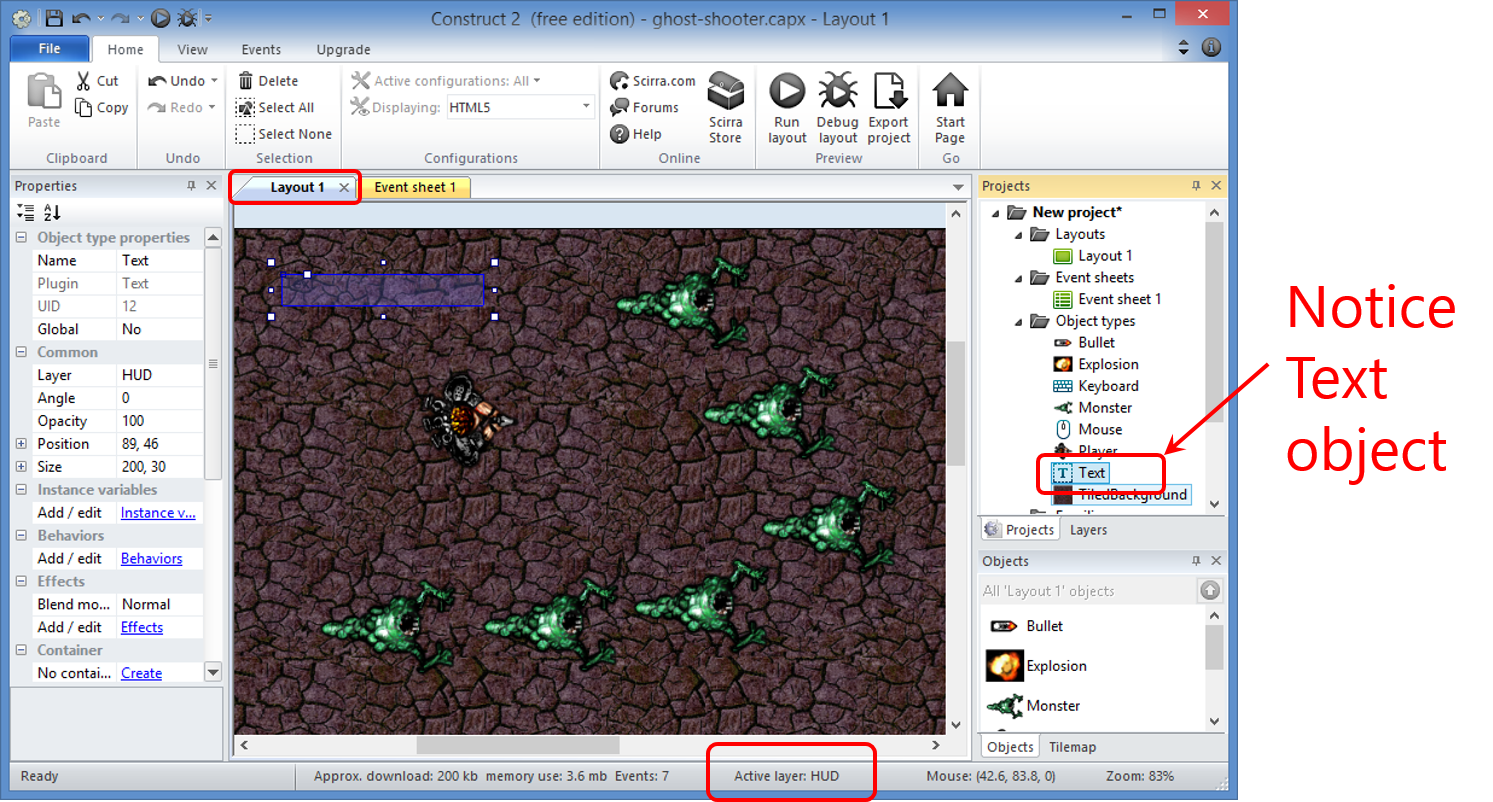 Construct 2  (free edition) - ghost-shooter.capx - Layout 1
File Home View Events Upgrade
Paste
Cut
Copy
Clipboard
Undo
Redo
Undo
Delete
Select All
Select None
Selection
Active configurations: All
Displaying: HTML5
Configurations
Scirra.com
Forums
Help
Scirra
Store
Online
Run
layout
Debug
layout
Export
project
Preview
Start
Page
Go
Properties
Object type properties
Name Text
Plugin Text
UID 12
Global No
Common
Layer HUD
Angle 0
Opacity 100
Position 89, 46
Size 200, 30
Instance variables
Add / edit Instance v...
Behaviors
Add / edit Behaviors
Effects
Blend mo... Normal
Add / edit Effects
Container
No contai... Create
Layout 1
Event sheet 1
Projects
New project*
Layouts
Layout 1
Event sheets
Event sheet 1
Object types
Bullet
Explosion
Keyboard
Monster
Mouse
Player
T Text
TiledBackground
Projects Layers
Objects
All 'Layout 1' objects
Bullet
Explosion
Monster
Objects Tilemap
Notice
Text
object
Ready
Approx. download: 200 kb  memory use: 3.6 mb  Events: 7
Active layer: HUD
Mouse: (42.6, 83.8, 0)
Zoom: 83%